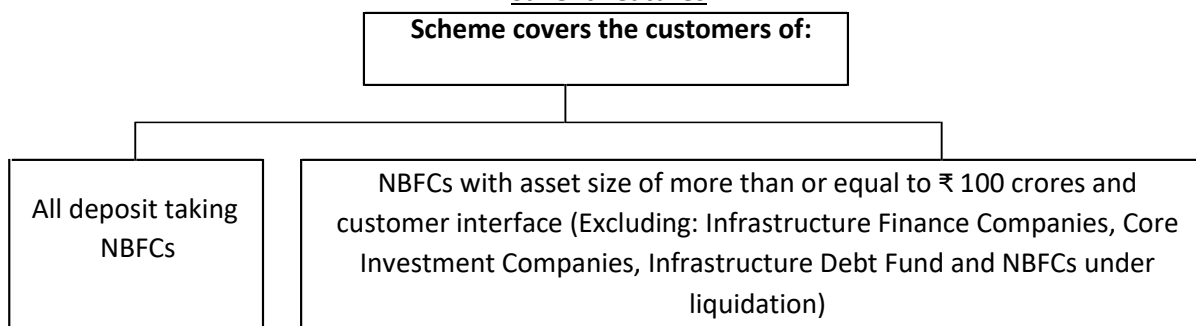 Scheme covers the customers of:
All deposit taking
NBFCs
NBFCs with asset size of more than or equal to ₹ 100 crores and
customer interface (Excluding: Infrastructure Finance Companies, Core
Investment Companies, Infrastructure Debt Fund and NBFCs under
liquidation)